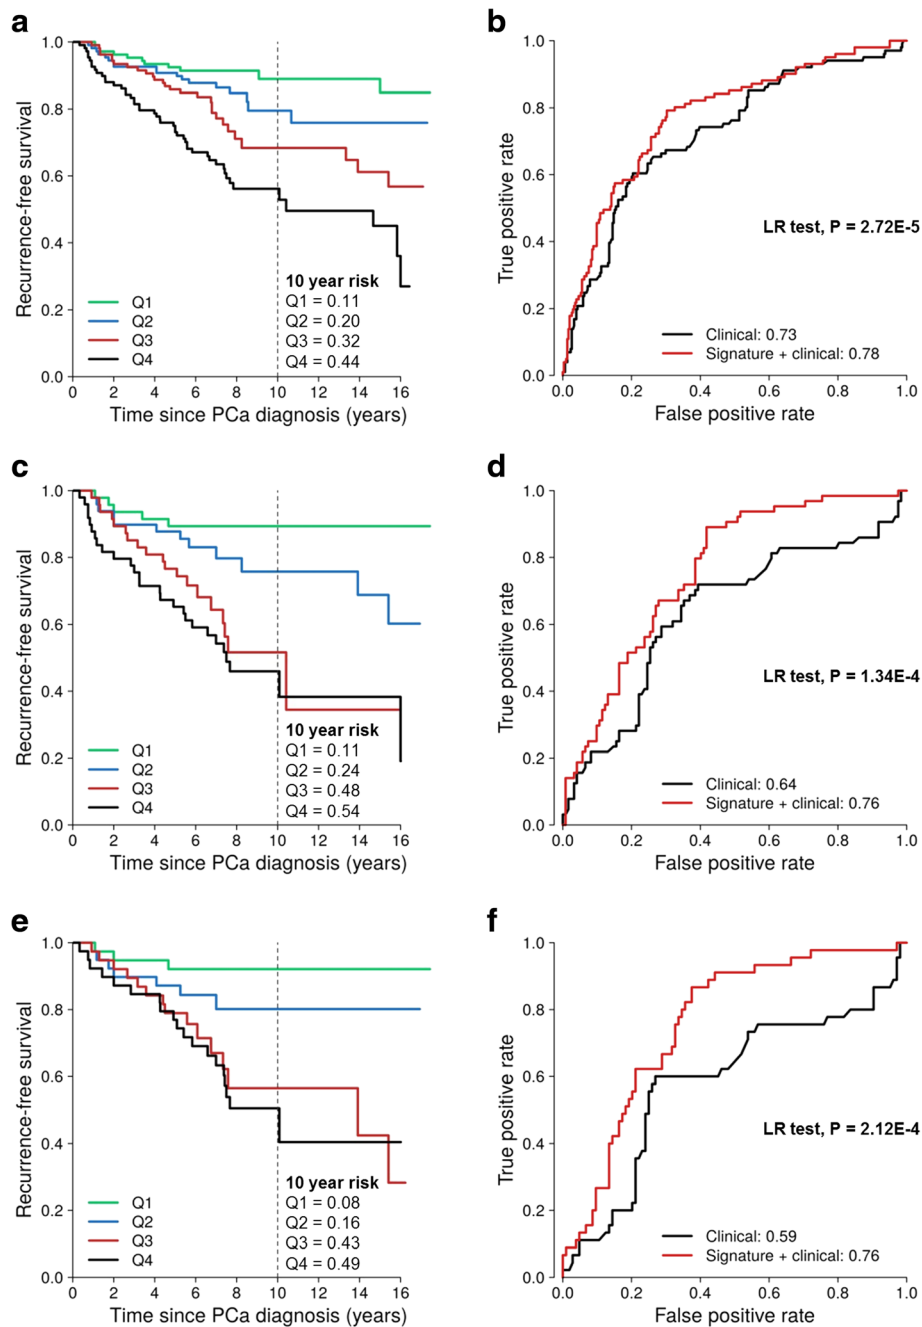 a
1.0
0.8
0.6
0.4
0.2
0.0
Recurrence-free survival
Q1
Q2
Q3
Q4
10 year risk
Q1 = 0.11
Q2 = 0.20
Q3 = 0.32
Q4 = 0.44
0 2 4 6 8 10 12 14 16
Time since PCa diagnosis (years)
b
1.0
0.8
0.6
0.4
0.2
0.0
True positive rate
LR test, P = 2.72E-5
Clinical: 0.73
Signature + clinical: 0.78
0.0 0.2 0.4 0.6 0.8 1.0
False positive rate
c
1.0
0.8
0.6
0.4
0.2
0.0
Recurrence-free survival
Q1
Q2
Q3
Q4
10 year risk
Q1 = 0.11
Q2 = 0.24
Q3 = 0.48
Q4 = 0.54
0 2 4 6 8 10 12 14 16
Time since PCa diagnosis (years)
d
1.0
0.8
0.6
0.4
0.2
0.0
True positive rate
LR test, P = 1.34E-4
Clinical: 0.64
Signature + clinical: 0.76
0.0 0.2 0.4 0.6 0.8 1.0
False positive rate
e
1.0
0.8
0.6
0.4
0.2
0.0
Recurrence-free survival
Q1
Q2
Q3
Q4
10 year risk
Q1 = 0.08
Q2 = 0.16
Q3 = 0.43
Q4 = 0.49
0 2 4 6 8 10 12 14 16
Time since PCa diagnosis (years)
f
1.0
0.8
0.6
0.4
0.2
0.0
True positive rate
LR test, P = 2.12E-4
Clinical: 0.59
Signature + clinical: 0.76
0.0 0.2 0.4 0.6 0.8 1.0
False positive rate